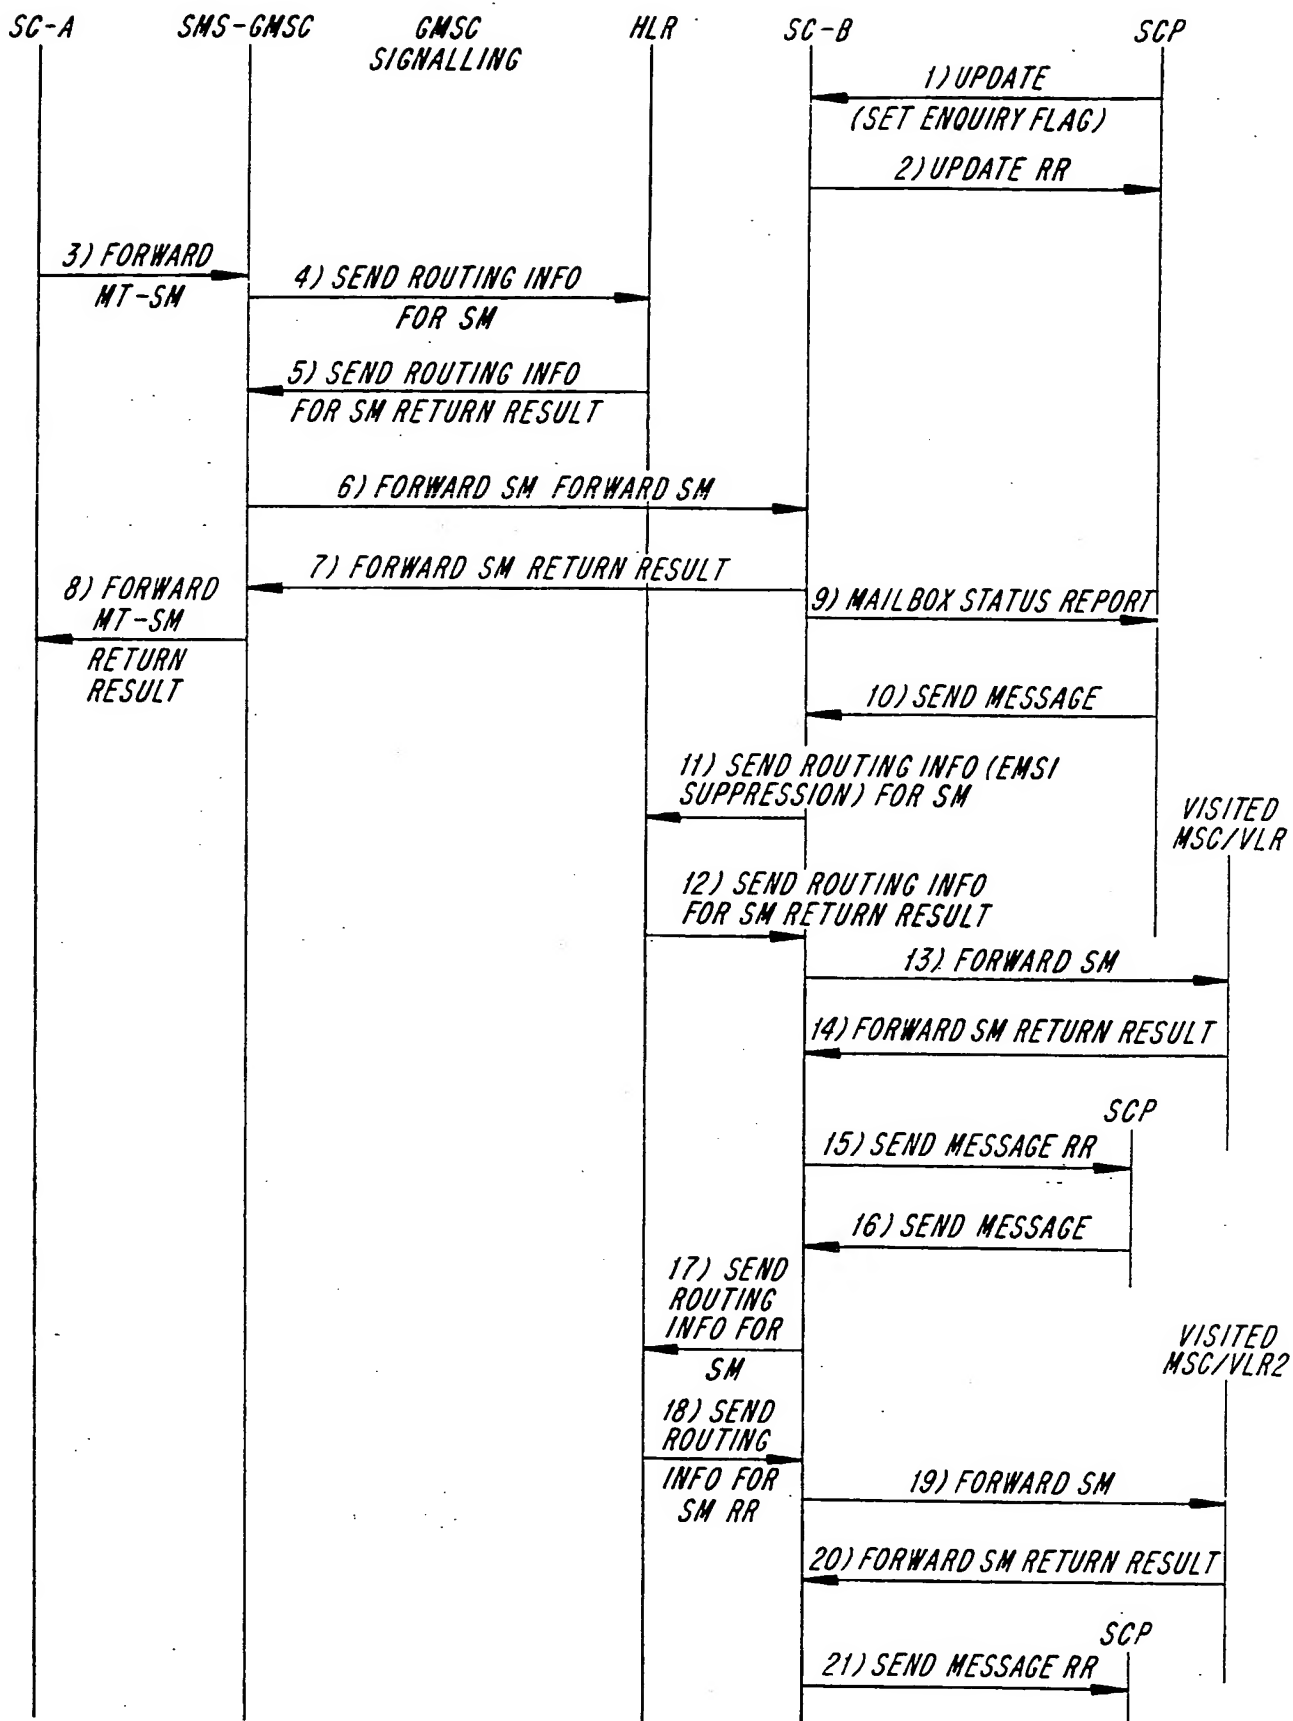 SC-A SMS-GMSC GMSC HLR SC-B SCP
SIGNALLING
1) UPDATE
(SET ENQUIRY FLAG)
2) UPDATE RR
3) FORWARD
MT-SM
4) SEND ROUTING INFO
FOR SM
5) SEND ROUTING INFO
FOR SM RETURN RESULT
6) FORWARD SM FORWARD SM
7) FORWARD SM RETURN RESULT
8) FORWARD
MT-SM
RETURN
RESULT
9) MAILBOX STATUS REPORT
10) SEND MESSAGE
11) SEND ROUTING INFO (EMSI
SUPPRESSION) FOR SM
VISITED
MSC/VLR
12) SEND ROUTING INFO
FOR SM RETURN RESULT
13) FORWARD SM
14) FORWARD SM RETURN RESULT
SCP
15) SEND MESSAGE RR
16) SEND MESSAGE
17) SEND
ROUTING
INFO FOR
SM
VISITED
MSC/VLR2
18) SEND
ROUTING
INFO FOR
SM RR
19) FORWARD SM
20) FORWARD SM RETURN RESULT
SCP
21) SEND MESSAGE RR